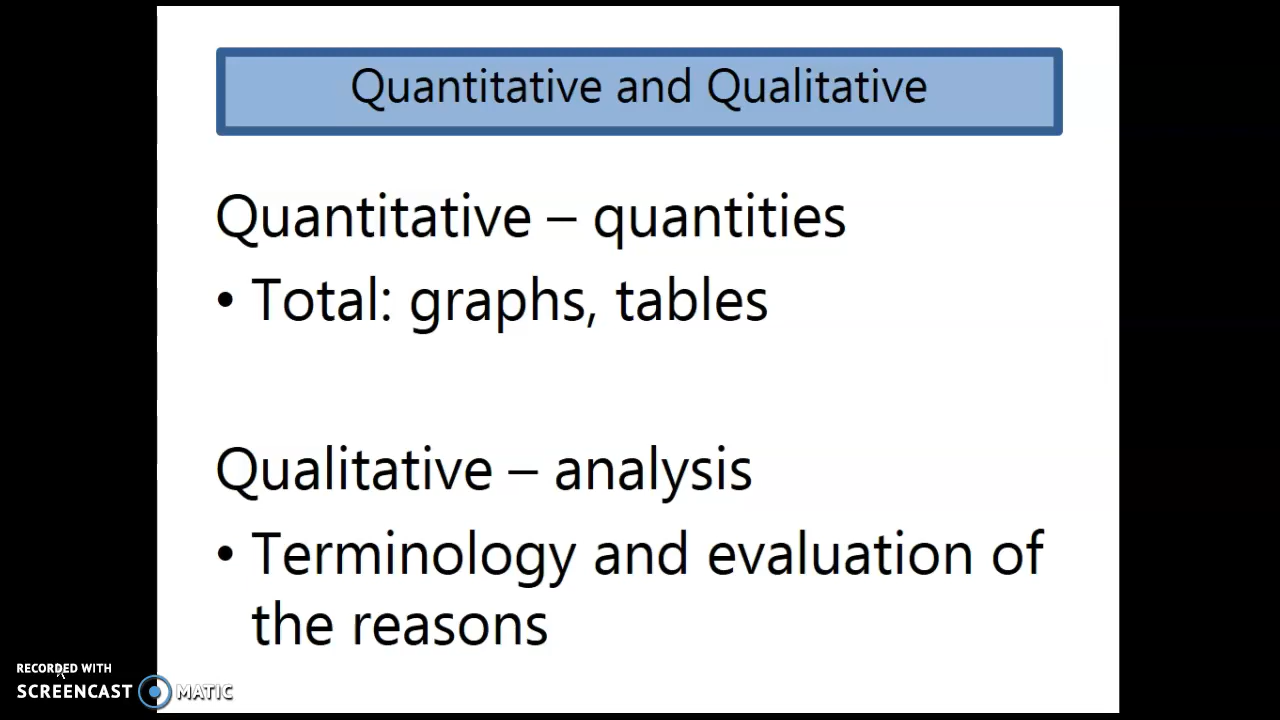 Quantitative and Qualitative
Quantitative – quantities
• Total: graphs, tables
Qualitative – analysis
• Terminology and evaluation of
the reasons
RECORDED WITH
SCREENCAST MATIC